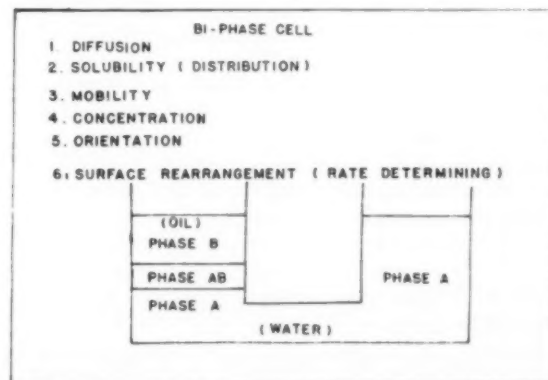 BI-PHASE CELL
1. DIFFUSION
2. SOLUBILITY ( DISTRIBUTION )
3. MOBILITY
4. CONCENTRATION
5. ORIENTATION
6. SURFACE REARRANGEMENT ( RATE DETERMINING )
(OIL)
PHASE B
PHASE AB
PHASE A
PHASE A
(WATER)